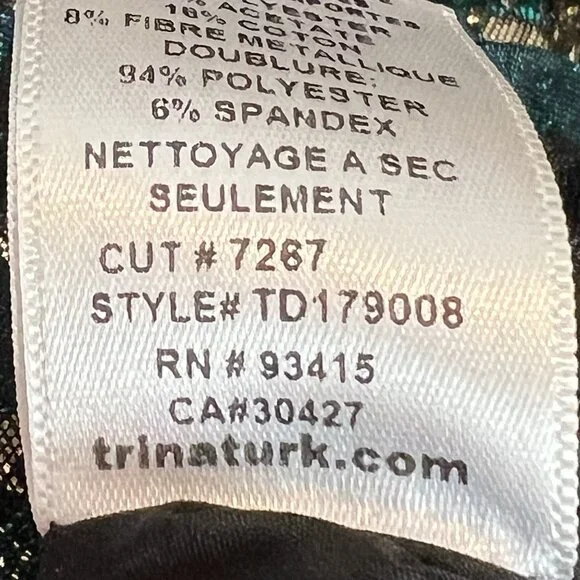 ACETATE
COTON
8% FIBRE METALLIQUE
DOUBLURE:
94% POLYESTER
6% SPANDEX
NETTOYAGE A SEC
SEULEMENT
CUT # 7267
STYLE# TD179008
RN # 93415
CA#30427
trinaturk.com